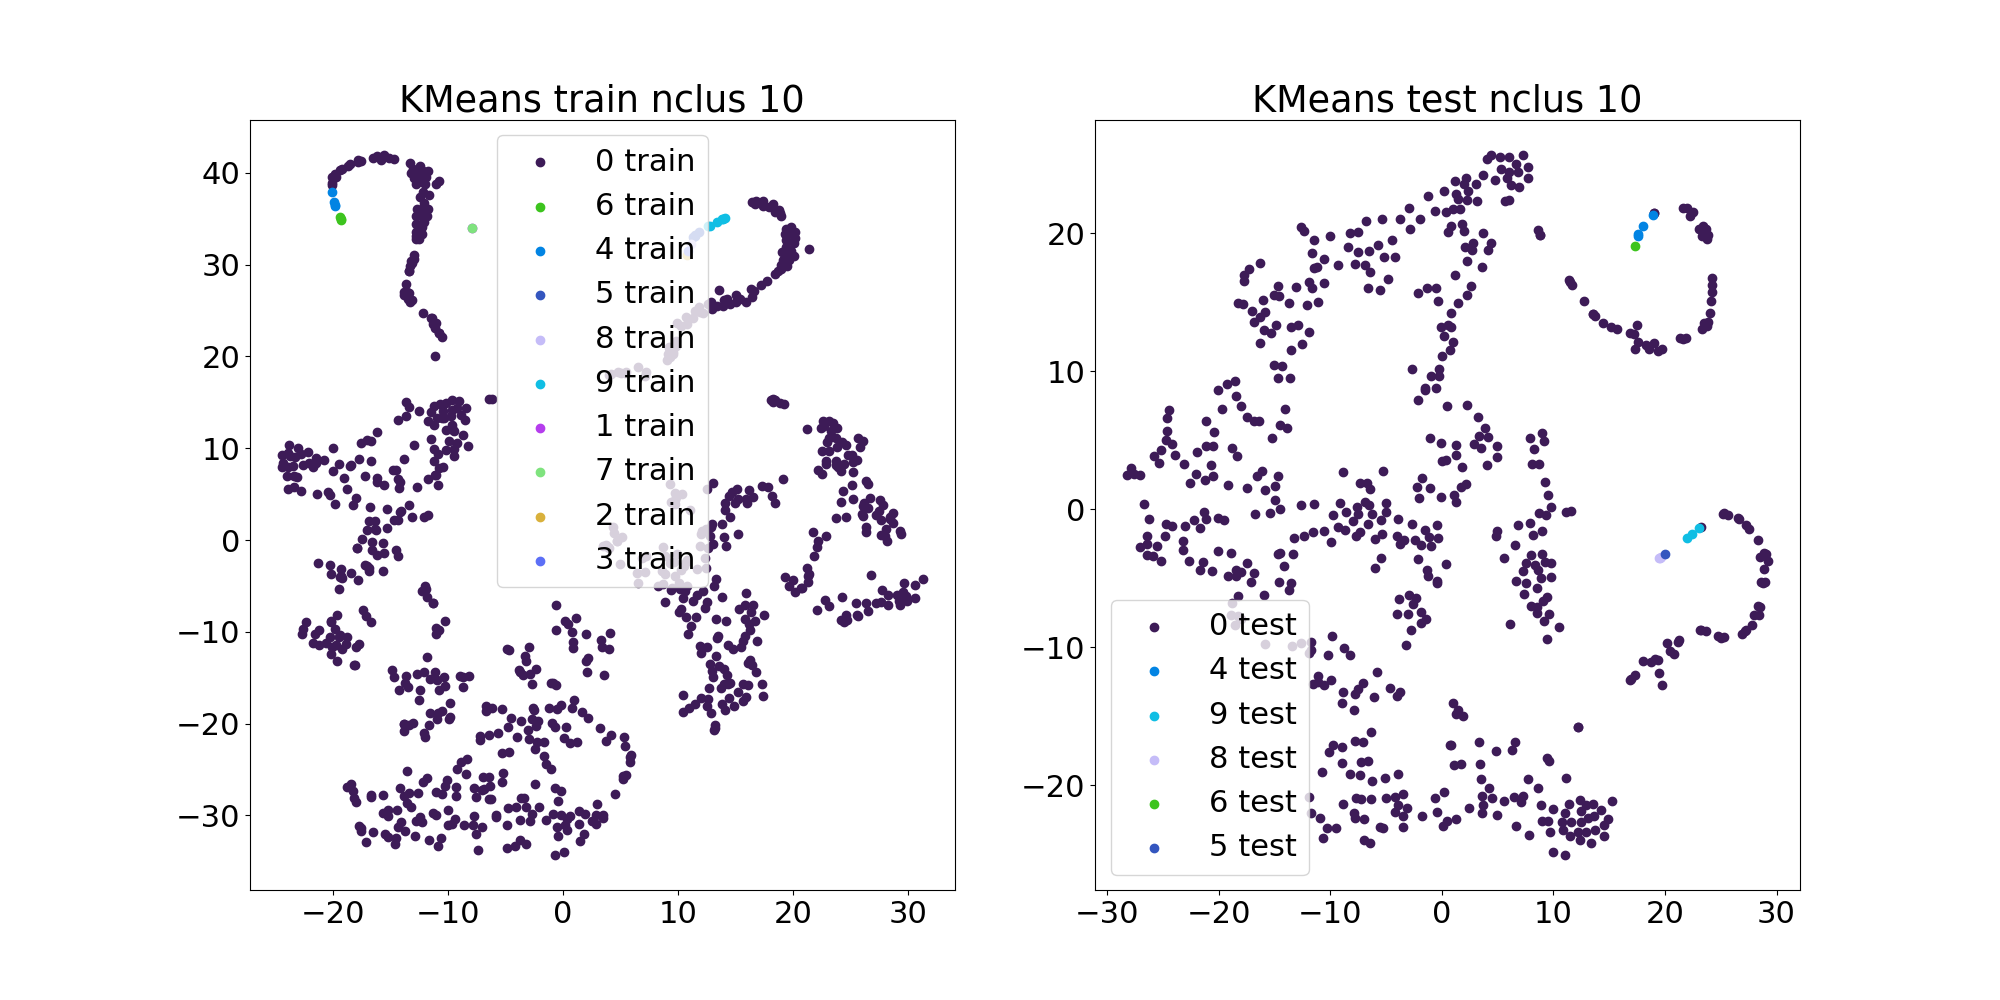 KMeans train nclus 10
40
30
20
10
0
−10
−20
−30
−20
−10
0
10
20
30
0 train
6 train
4 train
5 train
8 train
9 train
1 train
7 train
2 train
3 train
KMeans test nclus 10
20
10
0
−10
−20
−30
−20
−10
0
10
20
30
0 test
4 test
9 test
8 test
6 test
5 test